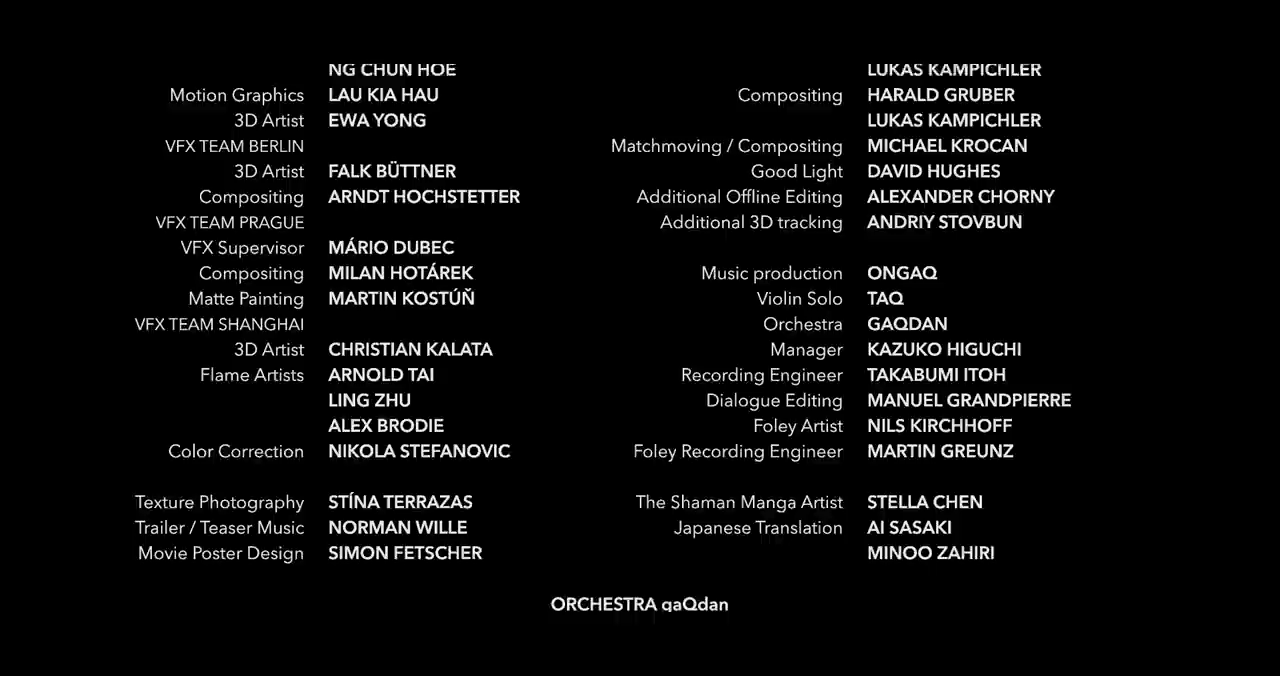 NG CHUN HOE
Motion Graphics LAU KIA HAU
3D Artist EWA YONG
VFX TEAM BERLIN
3D Artist FALK BÜTTNER
Compositing ARNDT HOCHSTETTER
VFX TEAM PRAGUE
VFX Supervisor MÁRIO DUBEC
Compositing MILAN HOTÁREK
Matte Painting MARTIN KOSTÚŇ
VFX TEAM SHANGHAI
3D Artist CHRISTIAN KALATA
Flame Artists ARNOLD TAI
LING ZHU
ALEX BRODIE
Color Correction NIKOLA STEFANOVIC
Texture Photography STÍNA TERRAZAS
Trailer / Teaser Music NORMAN WILLE
Movie Poster Design SIMON FETSCHER
LUKAS KAMPICHLER
Compositing HARALD GRUBER
LUKAS KAMPICHLER
Matchmoving / Compositing MICHAEL KROCAN
Good Light DAVID HUGHES
Additional Offline Editing ALEXANDER CHORNY
Additional 3D tracking ANDRIY STOVBUN
Music production ONGAQ
Violin Solo TAQ
Orchestra GAQDAN
Manager KAZUKO HIGUCHI
Recording Engineer TAKABUMI ITOH
Dialogue Editing MANUEL GRANDPIERRE
Foley Artist NILS KIRCHHOFF
Foley Recording Engineer MARTIN GREUNZ
The Shaman Manga Artist STELLA CHEN
Japanese Translation AI SASAKI
MINOO ZAHIRI
ORCHESTRA gaQdan